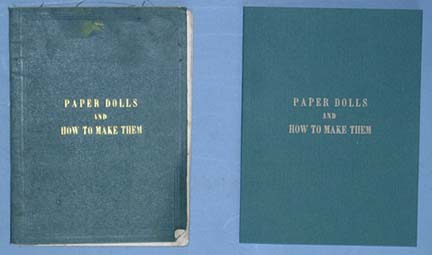 PAPER DOLLS
AND
HOW TO MAKE THEM
PAPER DOLLS
AND
HOW TO MAKE THEM